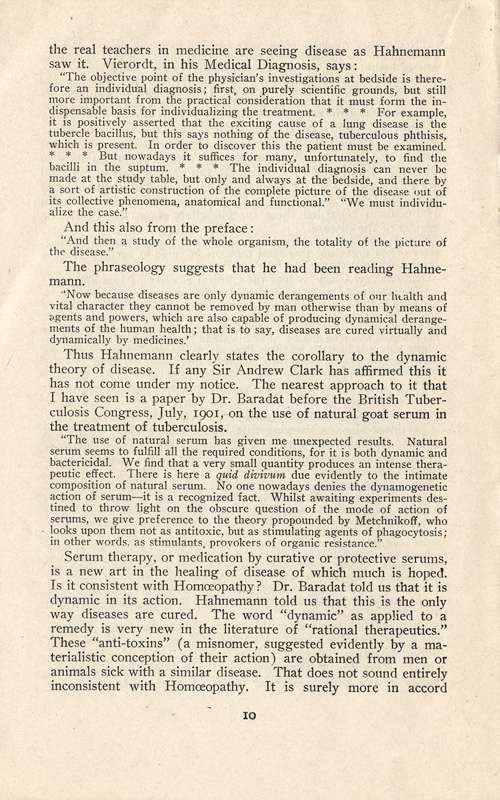 the real teachers in medicine are seeing disease as Hahnemann
saw it. Vierordt, in his Medical Diagnosis, says:
"The objective point of the physician's investigations at bedside is there-
fore an individual diagnosis; first, on purely scientific grounds, but still
more important from the practical consideration that it must form the in-
dispensable basis for individualizing the treatment. * * * For example,
it is positively asserted that the exciting cause of a lung disease is the
tubercle bacillus, but this says nothing of the disease, tuberculous phthisis,
which is present. In order to discover this the patient must be examined.
* * * But nowadays it suffices for many, unfortunately, to find the
bacilli in the suptum. * * * The individual diagnosis can never be
made at the study table, but only and always at the bedside, and there by
a sort of artistic construction of the complete picture of the disease out of
its collective phenomena, anatomical and functional." "We must individu-
alize the case."
And this also from the preface:
"And then a study of the whole organism, the totality of the picture of
the disease."
The phraseology suggests that he had been reading Hahne-
mann.
"Now because diseases are only dynamic derangements of our health and
vital character they cannot be removed by man otherwise than by means of
agents and powers, which are also capable of producing dynamical derange-
ments of the human health; that is to say, diseases are cured virtually and
dynamically by medicines.'
Thus Hahnemann clearly states the corollary to the dynamic
theory of disease. If any Sir Andrew Clark has affirmed this it
has not come under my notice. The nearest approach to it that
I have seen is a paper by Dr. Baradat before the British Tuber-
culosis Congress, July, 1901, on the use of natural goat serum in
the treatment of tuberculosis.
"The use of natural serum has given me unexpected results. Natural
serum seems to fulfill all the required conditions, for it is both dynamic and
bactericidal. We find that a very small quantity produces an intense thera-
peutic effect. There is here a quid divivum due evidently to the intimate
composition of natural serum. No one nowadays denies the dynamogenetic
action of serum—it is a recognized fact. Whilst awaiting experiments des-
tined to throw light on the obscure question of the mode of action of
serums, we give preference to the theory propounded by Metchnikoff, who
looks upon them not as antitoxic, but as stimulating agents of phagocytosis;
in other words, as stimulants, provokers of organic resistance."
Serum therapy, or medication by curative or protective serums,
is a new art in the healing of disease of which much is hoped.
Is it consistent with Homœopathy? Dr. Baradat told us that it is
dynamic in its action. Hahnemann told us that this is the only
way diseases are cured. The word "dynamic" as applied to a
remedy is very new in the literature of "rational therapeutics."
These "anti-toxins" (a misnomer, suggested evidently by a ma-
terialistic conception of their action) are obtained from men or
animals sick with a similar disease. That does not sound entirely
inconsistent with Homœopathy. It is surely more in accord
10